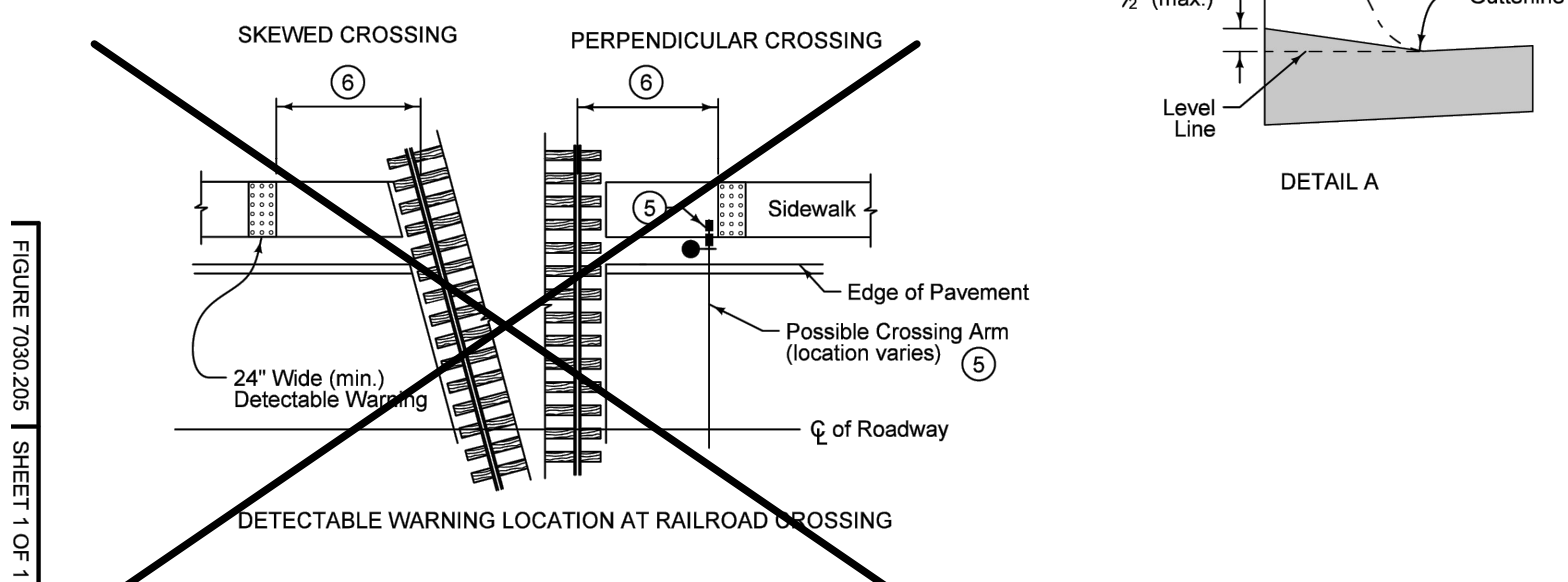 SKEWED CROSSING
PERPENDICULAR CROSSING
6
6
5
Sidewalk
Edge of Pavement
Possible Crossing Arm
(location varies)
5
24" Wide (min.)
Detectable Warning
℄ of Roadway
DETECTABLE WARNING LOCATION AT RAILROAD CROSSING
(max.)
Level
Line
DETAIL A
FIGURE 7030.205
SHEET 1 OF 1